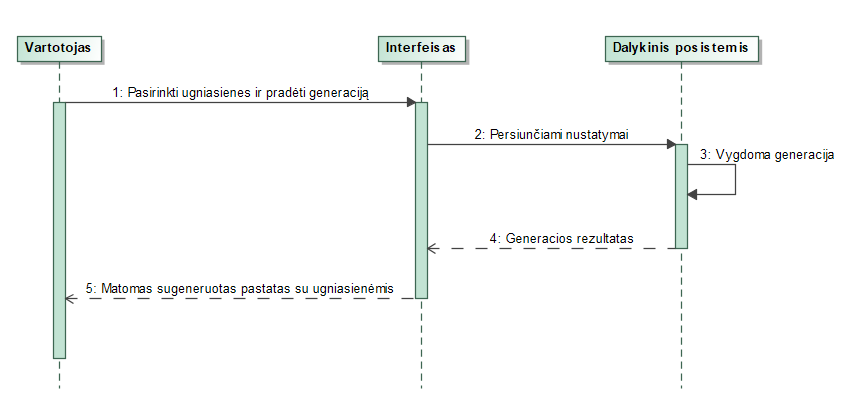 Vartotojas
Interfeisas
Dalykinis posistemis
1: Pasirinkti ugniasienes ir pradėti generaciją
2: Persiunčiami nustatymai
3: Vygdoma generacija
4: Generacios rezultatas
5: Matomas sugeneruotas pastatas su ugniasienėmis